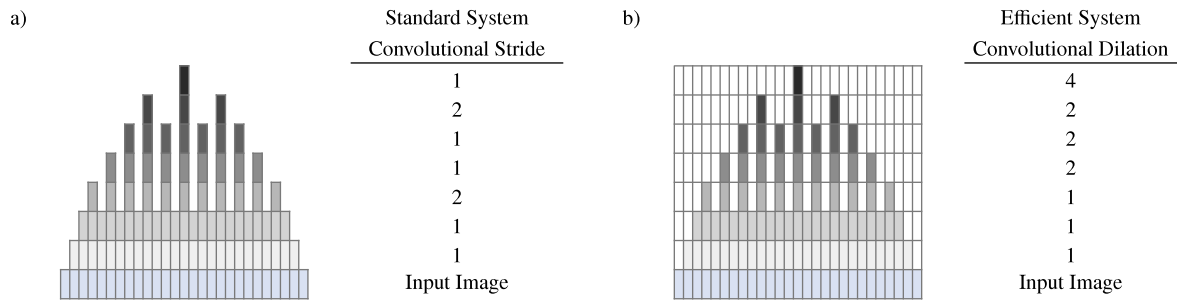 a)
Standard System
Convolutional Stride
1
2
1
1
2
1
1
Input Image
b)
Efficient System
Convolutional Dilation
4
2
2
2
1
1
1
Input Image